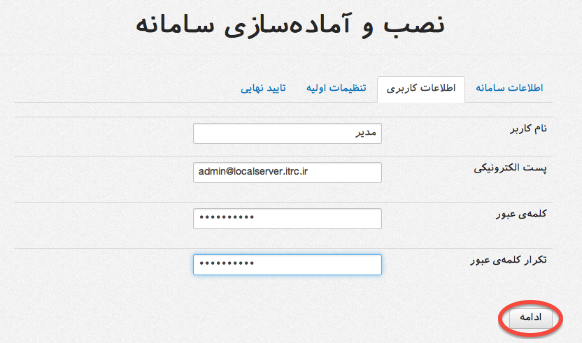 نصب و آماده‌سازی سامانه
اطلاعات سامانه اطلاعات کاربری تنظیمات اولیه تایید نهایی
نام کاربر مدیر
پست الکترونیکی admin@localserver.itrc.ir
کلمه‌ی عبور ••••••••••
تکرار کلمه‌ی عبور ••••••••••
ادامه